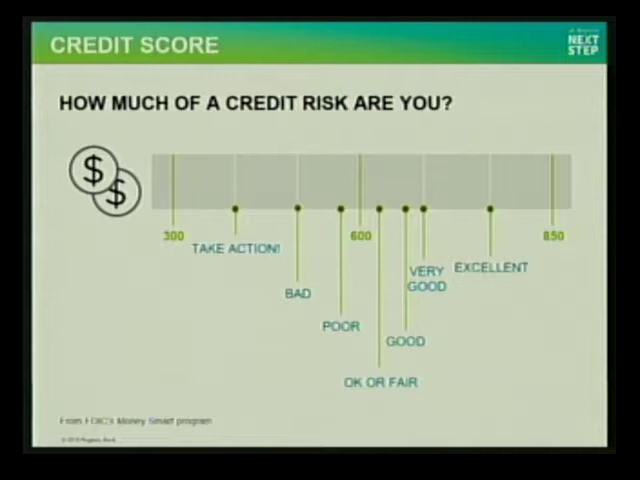 CREDIT SCORE
NEXT
STEP
HOW MUCH OF A CREDIT RISK ARE YOU?
$
$
300
600
850
TAKE ACTION!
BAD
POOR
OK OR FAIR
GOOD
VERY
GOOD
EXCELLENT
From FDIC's Money Smart program